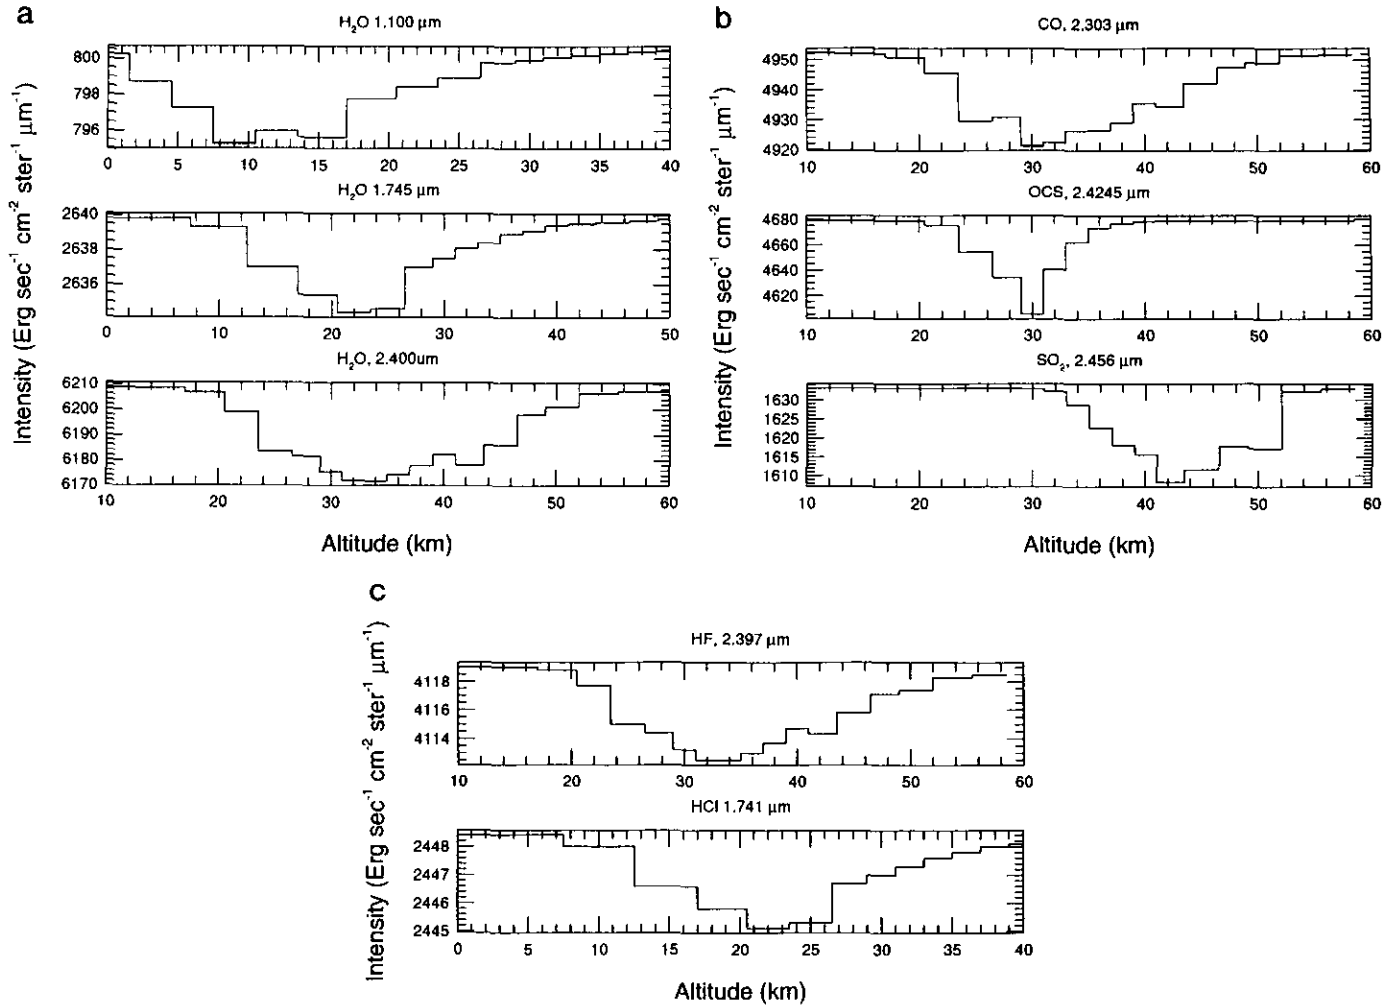 a
H₂O 1.100 μm
800
798
796
0 5 10 15 20 25 30 35 40
H₂O 1.745 μm
2640
2638
2636
0 10 20 30 40 50
H₂O, 2.400um
6210
6200
6190
6180
6170
10 20 30 40 50 60
Intensity (Erg sec⁻¹ cm⁻² ster⁻¹ μm⁻¹)
Altitude (km)
b
CO, 2.303 μm
4950
4940
4930
4920
10 20 30 40 50 60
OCS, 2.4245 μm
4680
4660
4640
4620
10 20 30 40 50 60
SO₂, 2.456 μm
1630
1625
1620
1615
1610
10 20 30 40 50 60
Intensity (Erg sec⁻¹ cm⁻² ster⁻¹ μm⁻¹)
Altitude (km)
c
HF, 2.397 μm
4118
4116
4114
10 20 30 40 50 60
HCl 1.741 μm
2448
2447
2446
2445
0 5 10 15 20 25 30 35 40
Intensity (Erg sec⁻¹ cm⁻² ster⁻¹ μm⁻¹)
Altitude (km)